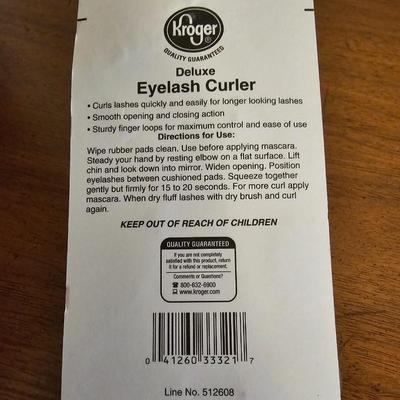 Kroger
QUALITY GUARANTEED
Deluxe
Eyelash Curler
• Curls lashes quickly and easily for longer looking lashes
• Smooth opening and closing action
• Sturdy finger loops for maximum control and ease of use
Directions for Use:
Wipe rubber pads clean. Use before applying mascara.
Steady your hand by resting elbow on a flat surface. Lift
chin and look down into mirror. Widen opening. Position
eyelashes between cushioned pads. Squeeze together
gently but firmly for 15 to 20 seconds. For more curl apply
mascara. When dry fluff lashes with dry brush and curl
again.
KEEP OUT OF REACH OF CHILDREN
QUALITY GUARANTEED
If you are not completely
satisfied with this product, return
it for a refund or replacement.
Comments or Questions?
800-632-6900
www.kroger.com
0 41260 33321 7
Line No. 512608